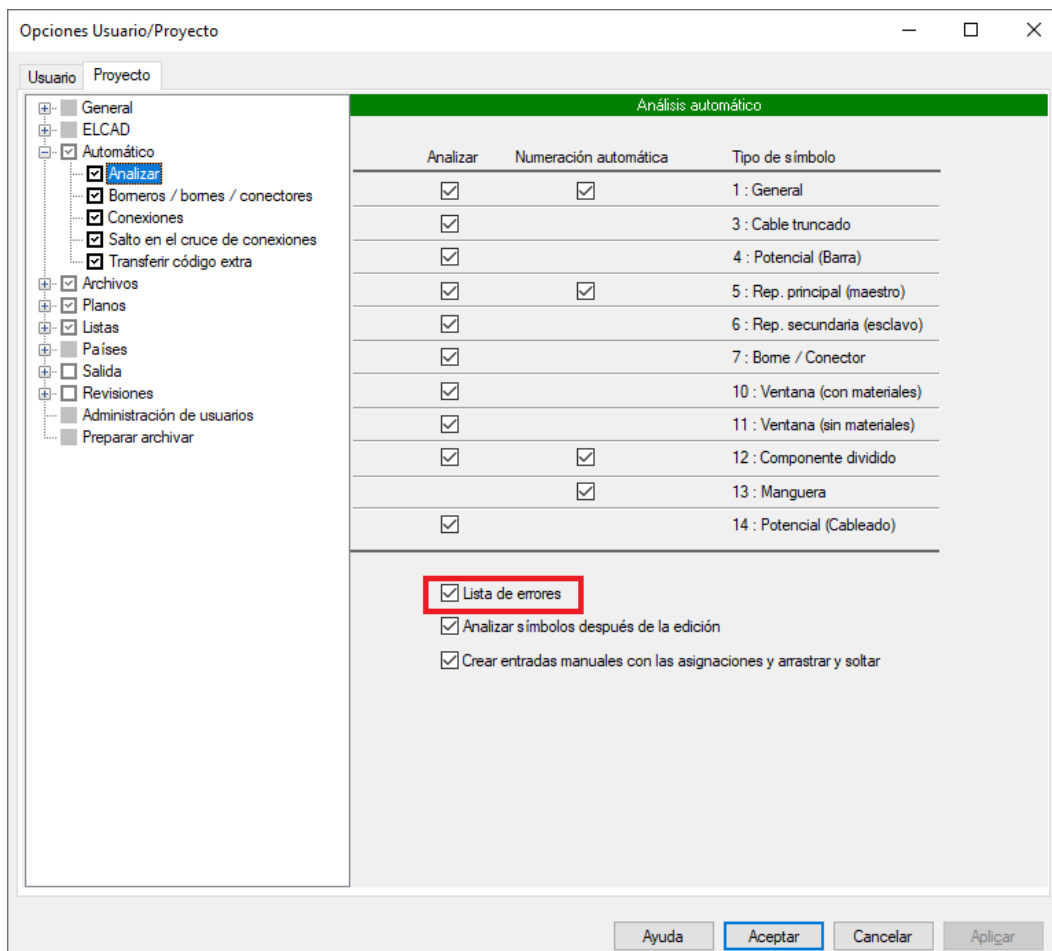 Opciones Usuario/Proyecto
Usuario Proyecto
General
ELCAD
Automático
Analizar
Borneros / bornes / conectores
Conexiones
Salto en el cruce de conexiones
Transferir código extra
Archivos
Planos
Listas
Países
Salida
Revisiones
Administración de usuarios
Preparar archivar
Análisis automático
Analizar Numeración automática Tipo de símbolo
1 : General
3 : Cable truncado
4 : Potencial (Barra)
5 : Rep. principal (maestro)
6 : Rep. secundaria (esclavo)
7 : Borne / Conector
10 : Ventana (con materiales)
11 : Ventana (sin materiales)
12 : Componente dividido
13 : Manguera
14 : Potencial (Cableado)
Lista de errores
Analizar símbolos después de la edición
Crear entradas manuales con las asignaciones y arrastrar y soltar
Ayuda Aceptar Cancelar Aplicar